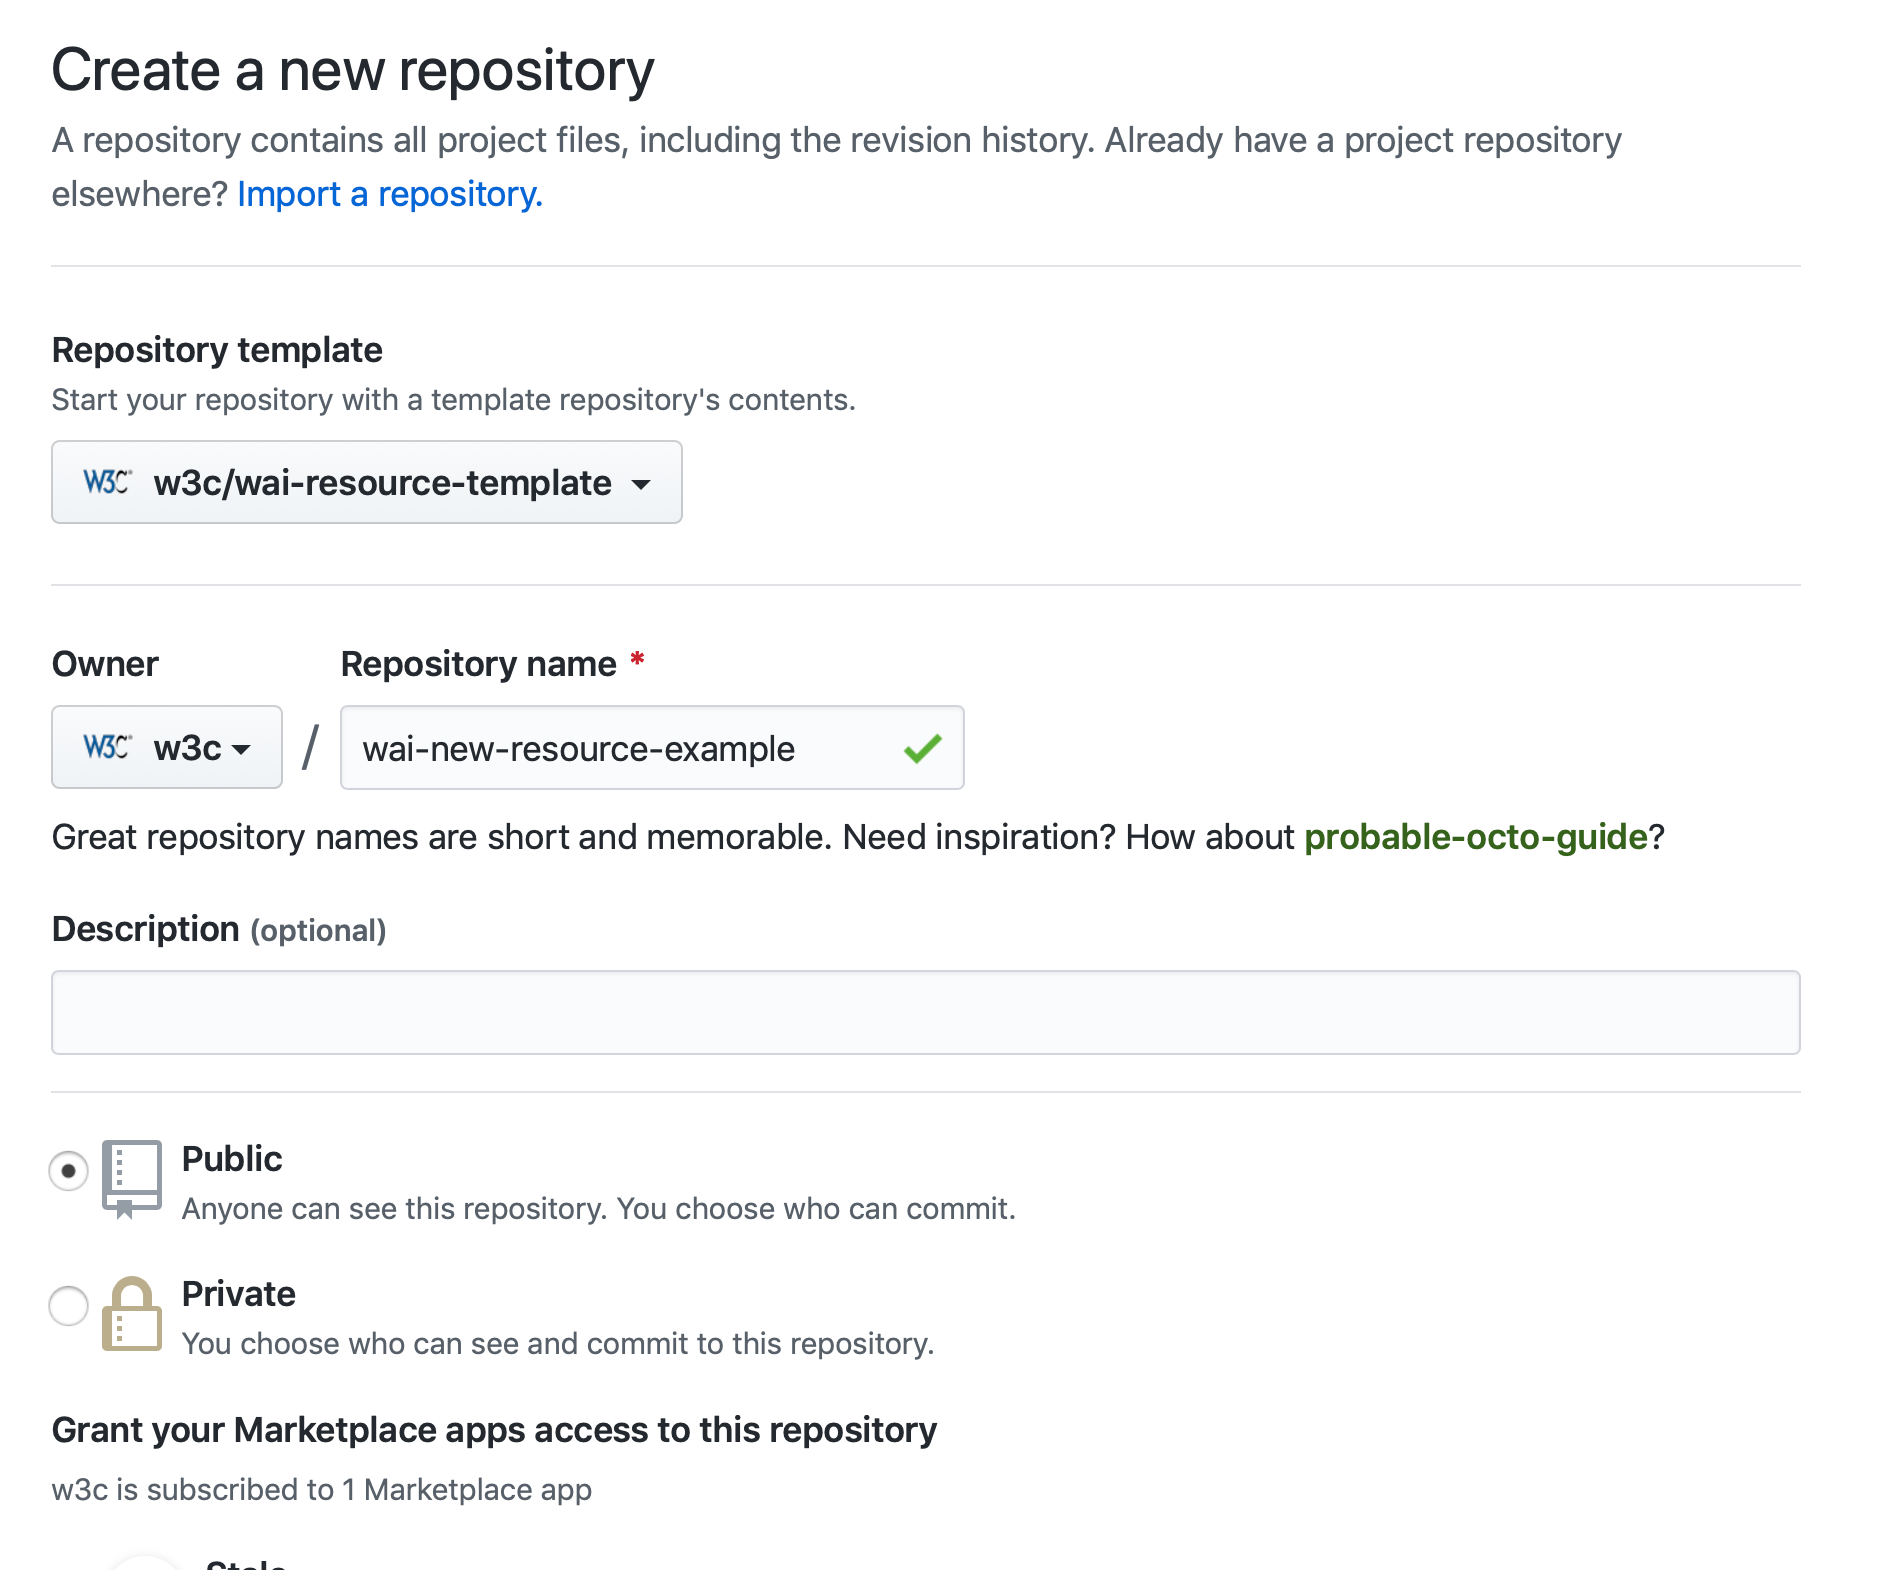 Create a new repository
A repository contains all project files, including the revision history. Already have a project repository
elsewhere? Import a repository.
Repository template
Start your repository with a template repository's contents.
W3C w3c/wai-resource-template
Owner Repository name *
W3C w3c / wai-new-resource-example
Great repository names are short and memorable. Need inspiration? How about probable-octo-guide?
Description (optional)
Public
Anyone can see this repository. You choose who can commit.
Private
You choose who can see and commit to this repository.
Grant your Marketplace apps access to this repository
w3c is subscribed to 1 Marketplace app